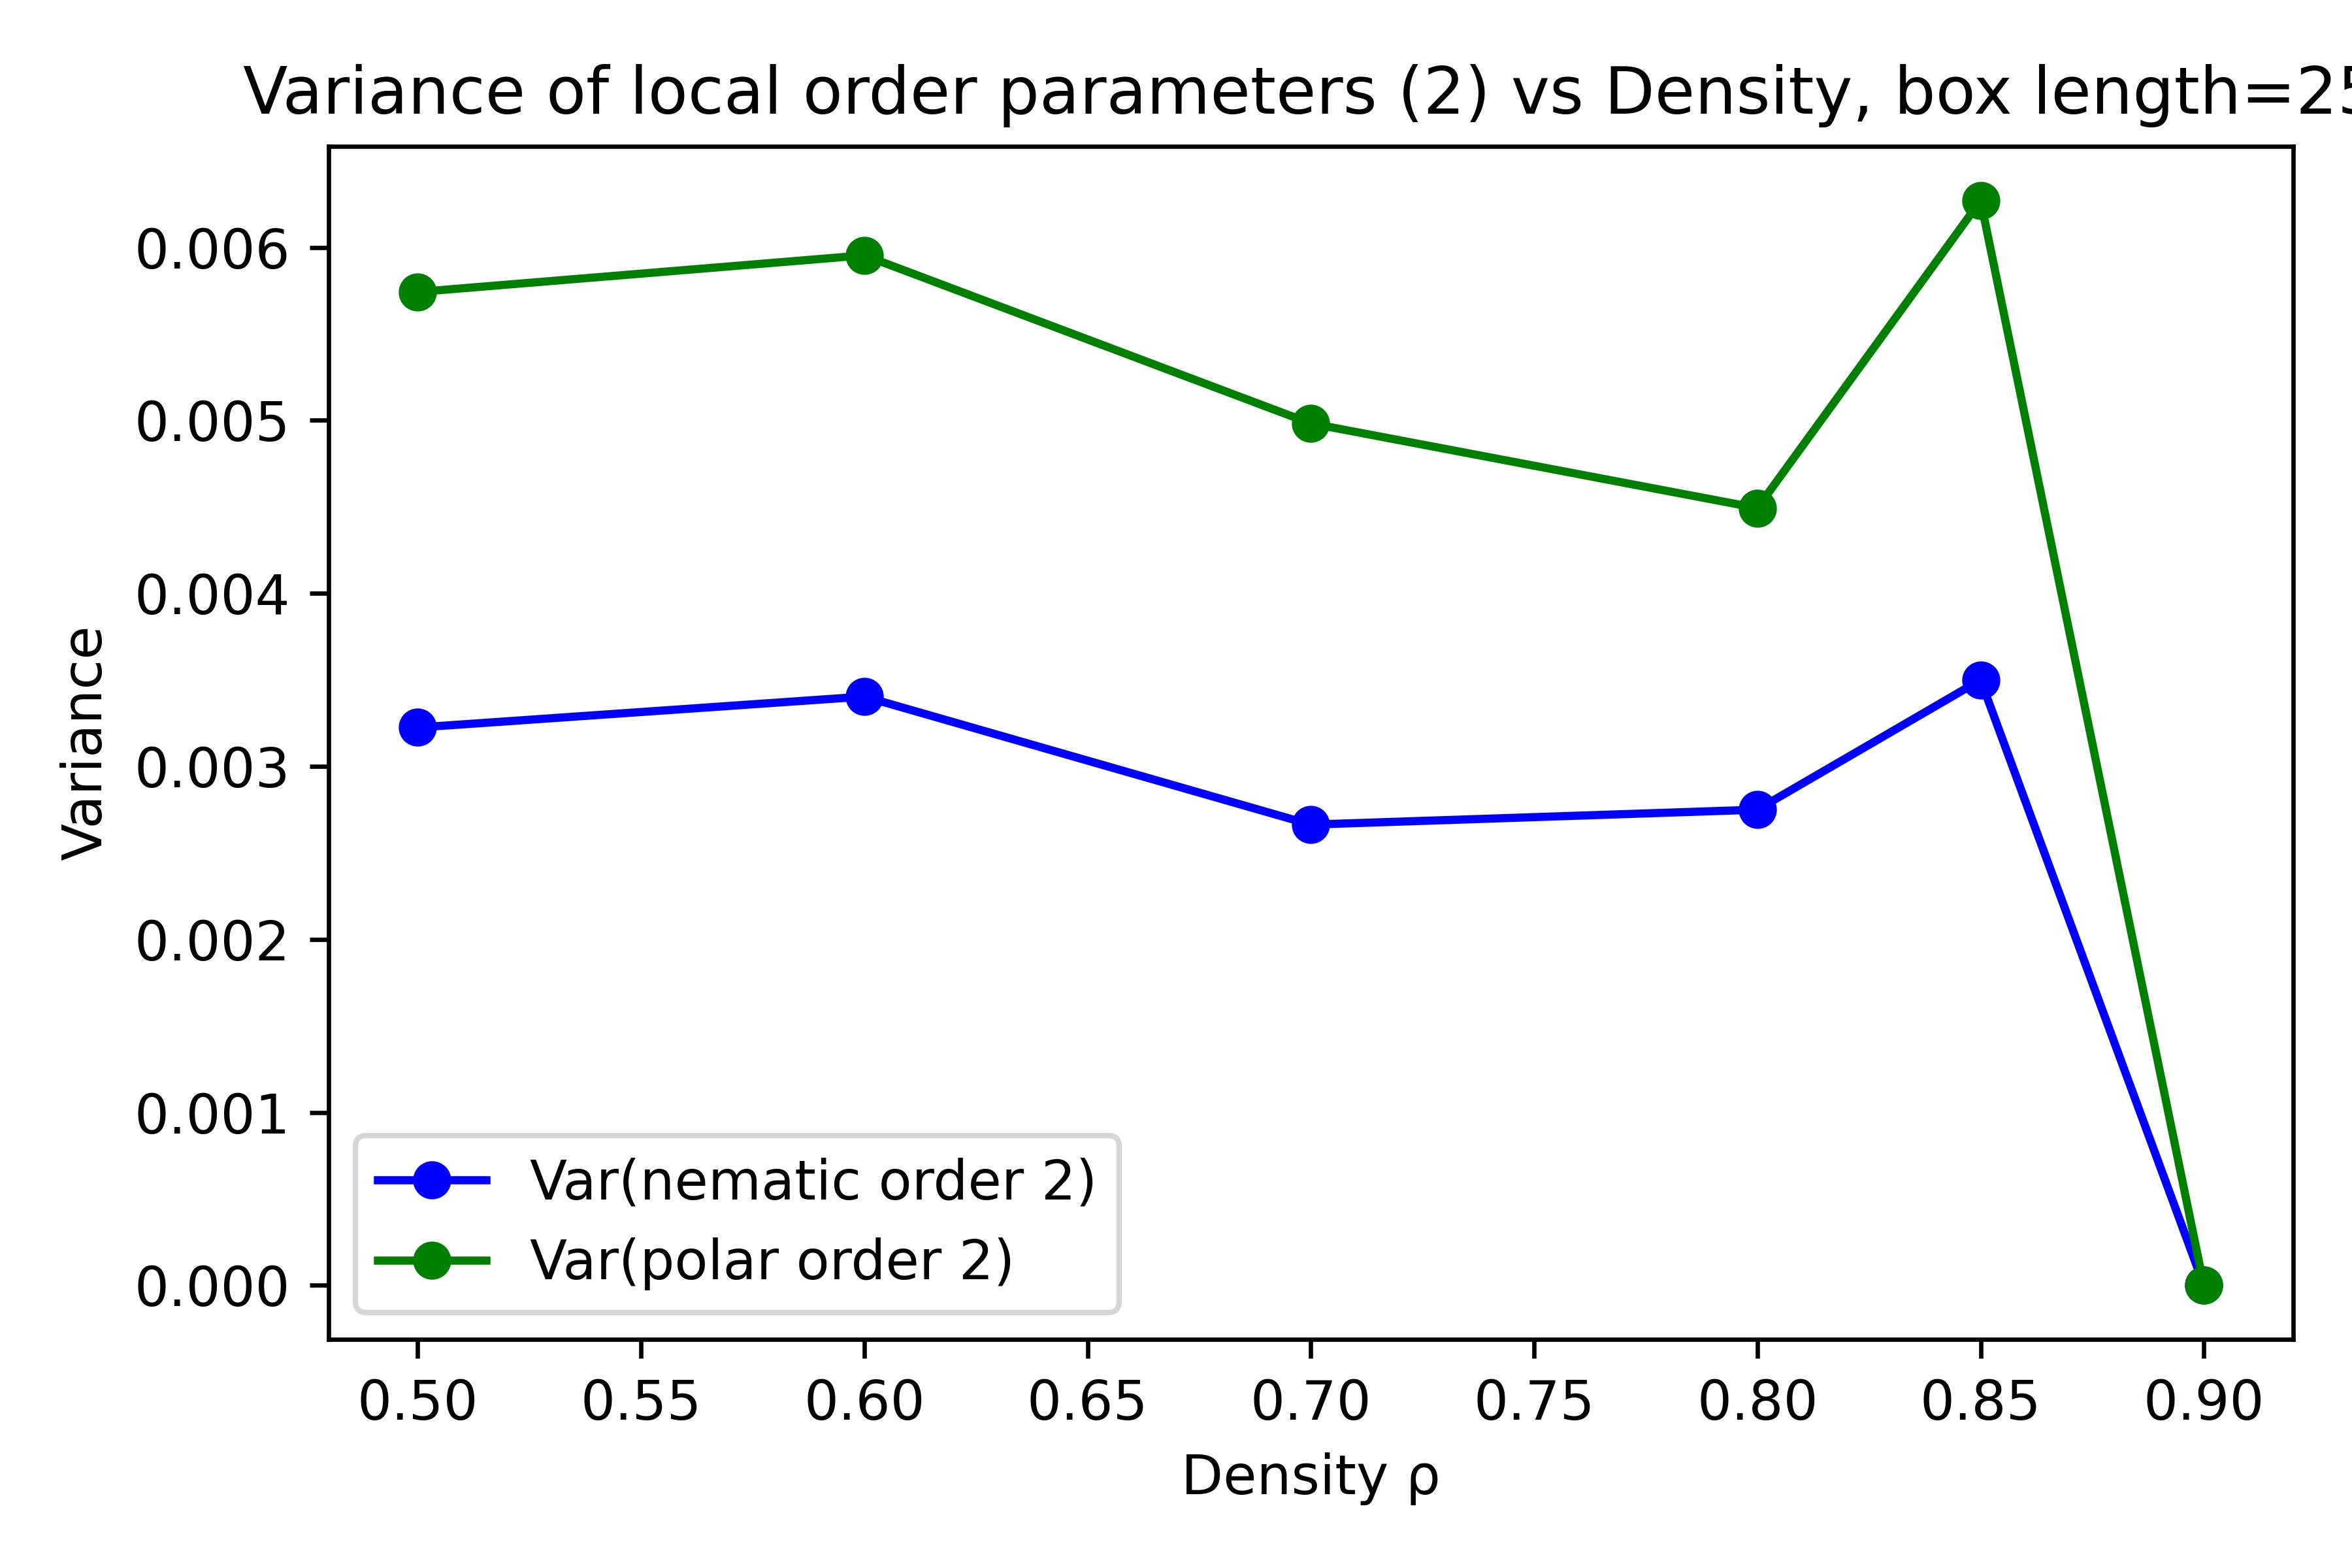 Variance of local order parameters (2) vs Density, box length=25
Variance
0.006
0.005
0.004
0.003
0.002
0.001
0.000
Var(nematic order 2)
Var(polar order 2)
0.50 0.55 0.60 0.65 0.70 0.75 0.80 0.85 0.90
Density ρ